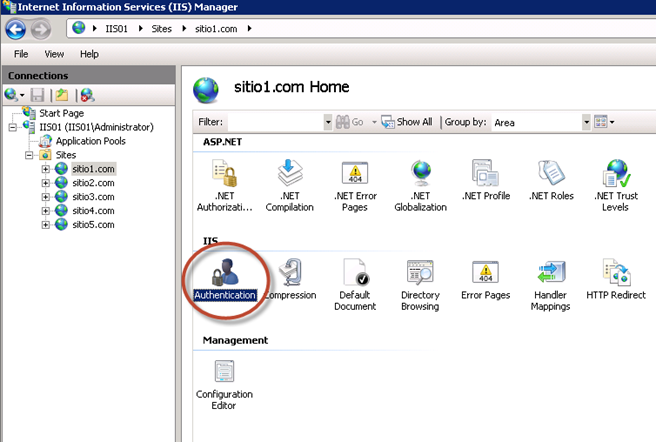 Internet Information Services (IIS) Manager
IIS01 Sites sitio1.com
File View Help
Connections
Start Page
IIS01 (IIS01\Administrator)
Application Pools
Sites
sitio1.com
sitio2.com
sitio3.com
sitio4.com
sitio5.com
sitio1.com Home
Filter: Go Show All Group by: Area
ASP.NET
.NET Authorizati...
.NET Compilation
.NET Error Pages
404
.NET Globalization
.NET Profile
.NET Roles
.NET Trust Levels
IIS
Authentication
Compression
Default Document
Directory Browsing
Error Pages
404
Handler Mappings
HTTP Redirect
Management
Configuration Editor